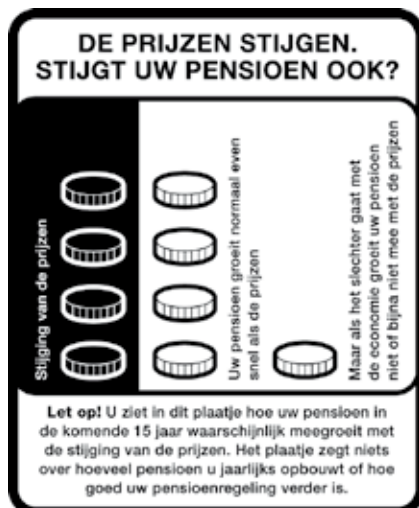 DE PRIJZEN STIJGEN.
STIJGT UW PENSIOEN OOK?
Stijging van de prijzen
Uw pensioen groeit normaal even
snel als de prijzen
Maar als het slechter gaat met
de economie groeit uw pensioen
niet of bijna niet mee met de prijzen
Let op! U ziet in dit plaatje hoe uw pensioen in
de komende 15 jaar waarschijnlijk meegroeit met
de stijging van de prijzen. Het plaatje zegt niets
over hoeveel pensioen u jaarlijks opbouwt of hoe
goed uw pensioenregeling verder is.